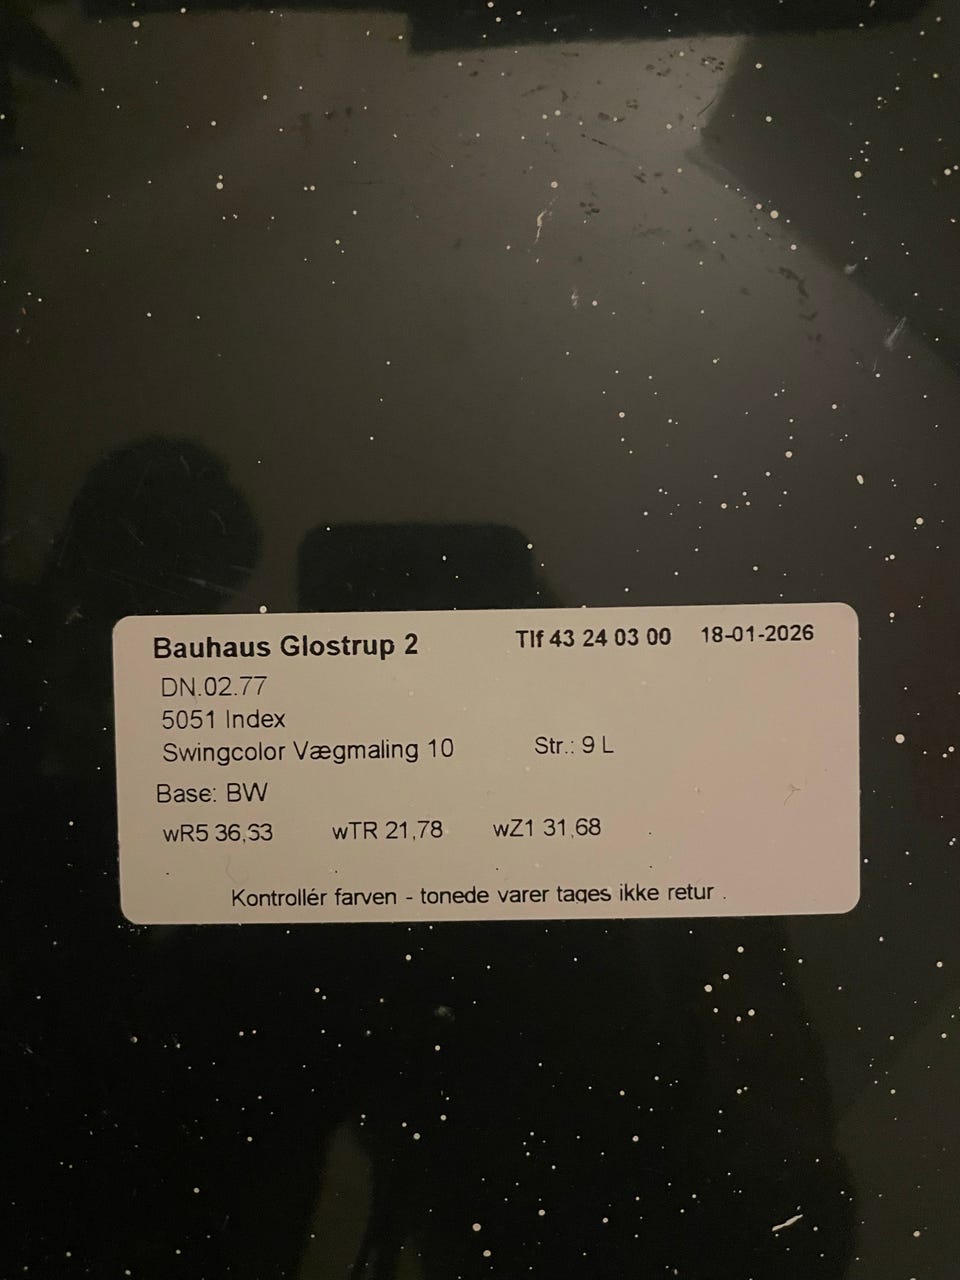 Bauhaus Glostrup 2 Tlf 43 24 03 00 18-01-2026
DN.02.77
5051 Index
Swingcolor Vægmaling 10 Str.: 9 L
Base: BW
wR5 36,S3 wTR 21,78 wZ1 31,68
Kontrollér farven - tonede varer tages ikke retur .